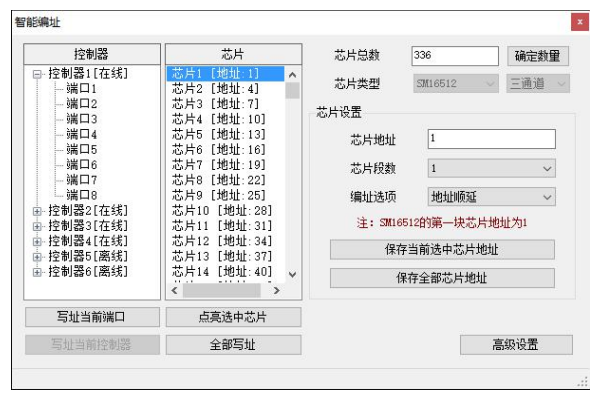 智能编址
x
控制器
芯片
控制器1[在线]
端口1
端口2
端口3
端口4
端口5
端口6
端口7
端口8
控制器2[在线]
控制器3[在线]
控制器4[在线]
控制器5[离线]
控制器6[离线]
芯片1 [地址:1]
芯片2 [地址:4]
芯片3 [地址:7]
芯片4 [地址:10]
芯片5 [地址:13]
芯片6 [地址:16]
芯片7 [地址:19]
芯片8 [地址:22]
芯片9 [地址:25]
芯片10 [地址:28]
芯片11 [地址:31]
芯片12 [地址:34]
芯片13 [地址:37]
芯片14 [地址:40]
芯片总数 336 确定数量
芯片类型 SM16512 三通道
芯片设置
芯片地址 1
芯片段数 1
编址选项 地址顺延
注: SM16512的第一块芯片地址为1
保存当前选中芯片地址
保存全部芯片地址
写址当前端口 点亮选中芯片
写址当前控制器 全部写址 高级设置